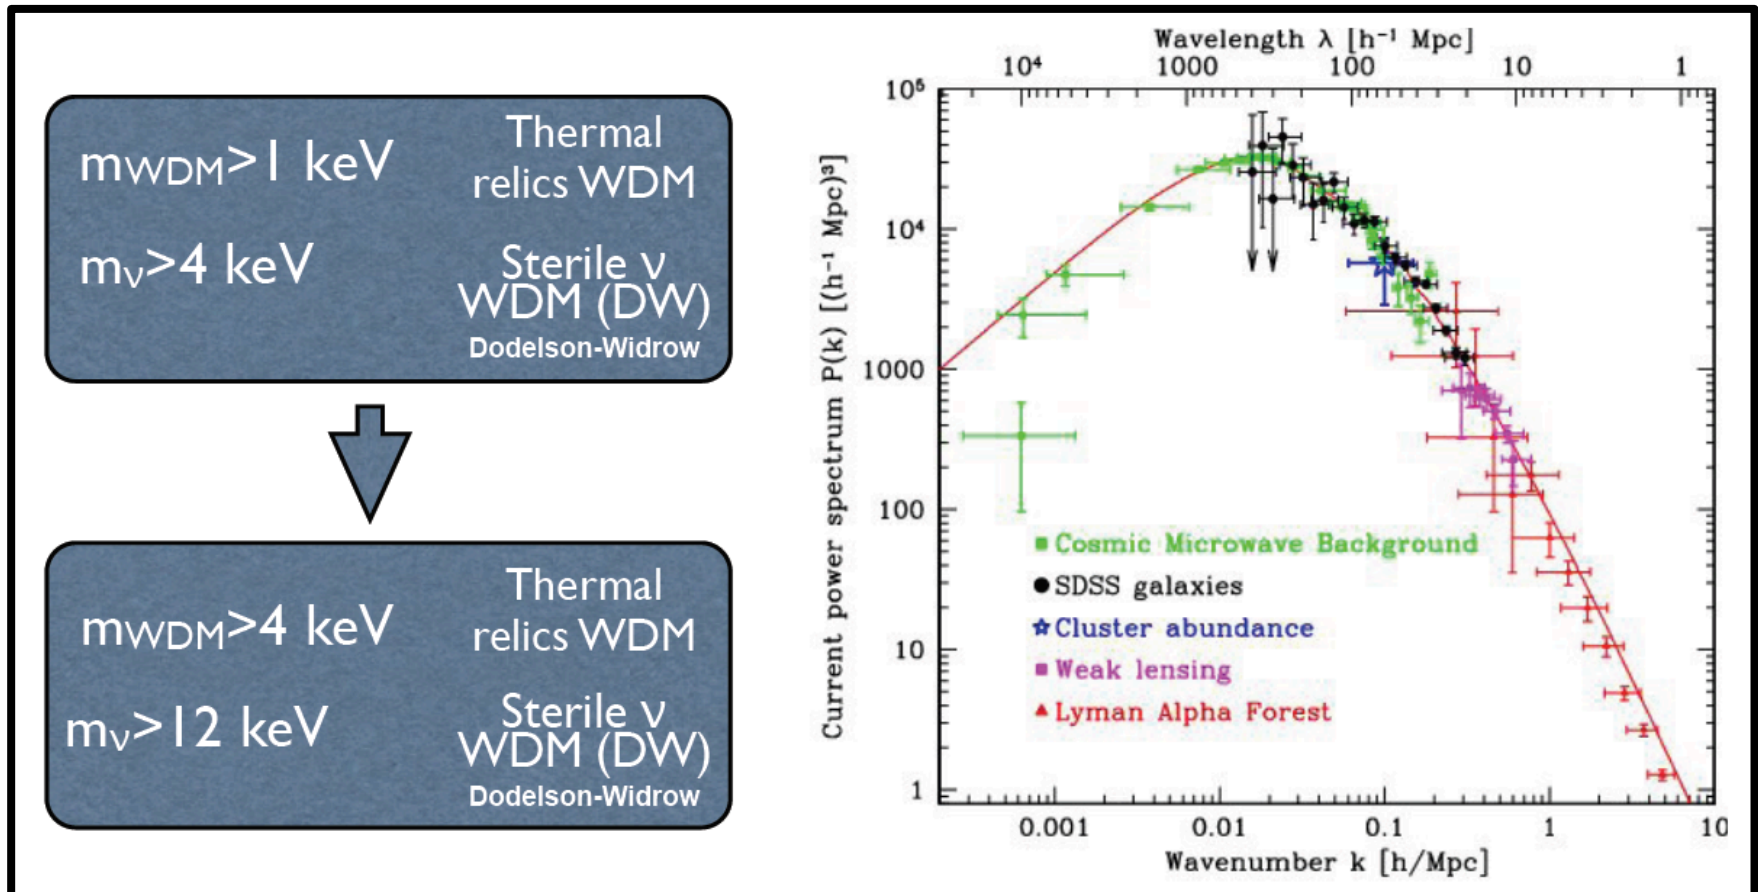 mWDM>1 keV
Thermal
relics WDM
mν>4 keV
Sterile ν
WDM (DW)
Dodelson-Widrow
mWDM>4 keV
Thermal
relics WDM
mν>12 keV
Sterile ν
WDM (DW)
Dodelson-Widrow
Wavelength λ [h⁻¹ Mpc]
10⁴ 1000 100 10 1
Current power spectrum P(k) [(h⁻¹ Mpc)³]
10⁵
10⁴
1000
100
10
1
Cosmic Microwave Background
SDSS galaxies
Cluster abundance
Weak lensing
Lyman Alpha Forest
0.001 0.01 0.1 1 10
Wavenumber k [h/Mpc]